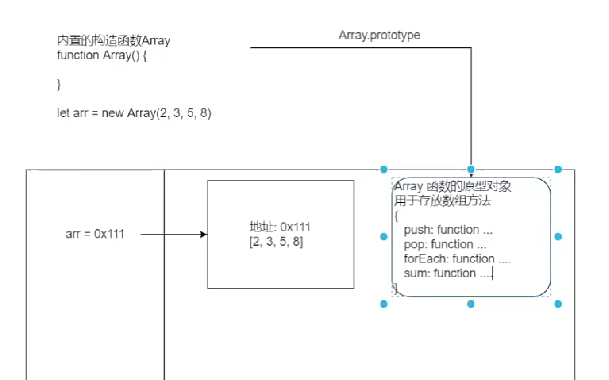 内置的构造函数Array
function Array() {
}
let arr = new Array(2, 3, 5, 8)
Array.prototype
arr = 0x111
地址: 0x111
[2, 3, 5, 8]
Array 函数的原型对象
用于存放数组方法
{
push: function ...
pop: function ...
forEach: function ....
sum: function ....
}